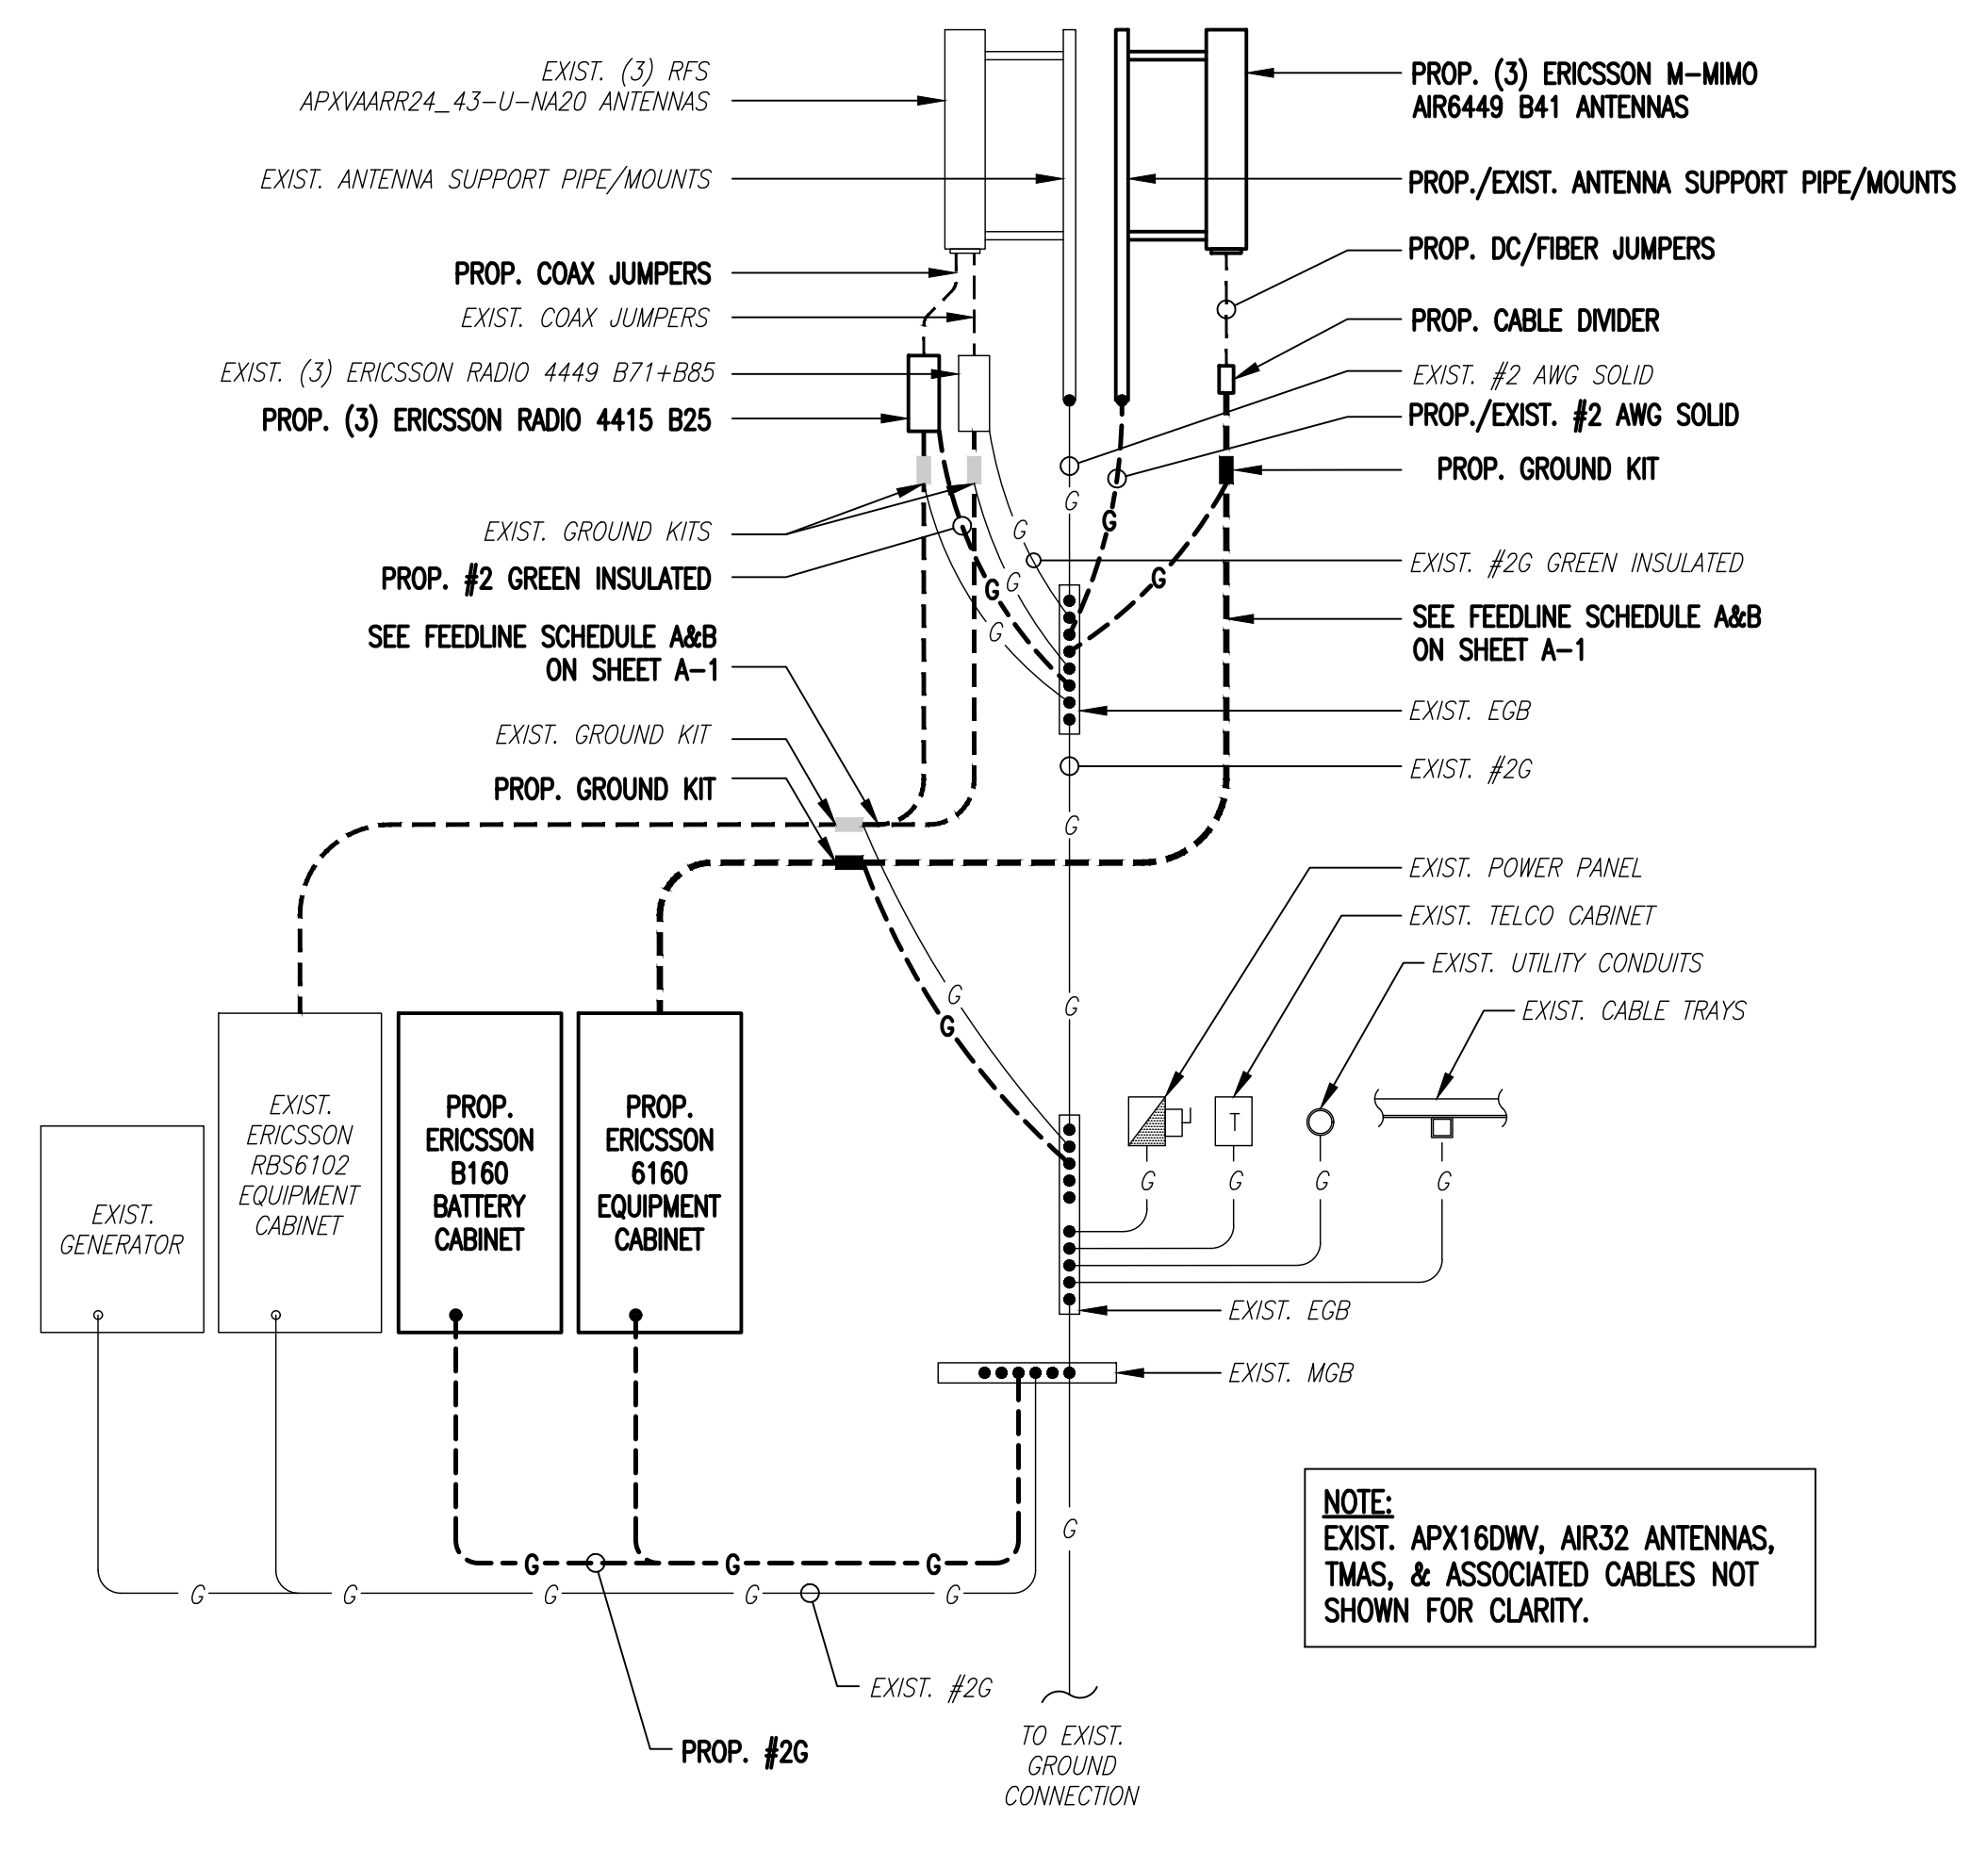 EXIST. (3) RFS
APXVAARR24_43-U-NA20 ANTENNAS
EXIST. ANTENNA SUPPORT PIPE/MOUNTS
PROP. COAX JUMPERS
EXIST. COAX JUMPERS
EXIST. (3) ERICSSON RADIO 4449 B71+B85
PROP. (3) ERICSSON RADIO 4415 B25
EXIST. GROUND KITS
PROP. #2 GREEN INSULATED
SEE FEEDLINE SCHEDULE A&B
ON SHEET A-1
EXIST. GROUND KIT
PROP. GROUND KIT
PROP. (3) ERICSSON M-MIMO
AIR6449 B41 ANTENNAS
PROP./EXIST. ANTENNA SUPPORT PIPE/MOUNTS
PROP. DC/FIBER JUMPERS
PROP. CABLE DIVIDER
EXIST. #2 AWG SOLID
PROP./EXIST. #2 AWG SOLID
PROP. GROUND KIT
EXIST. #2G GREEN INSULATED
SEE FEEDLINE SCHEDULE A&B
ON SHEET A-1
EXIST. EGB
EXIST. #2G
G
G
G
G
G
G
G
G
G
G
G
EXIST. POWER PANEL
EXIST. TELCO CABINET
EXIST. UTILITY CONDUITS
EXIST. CABLE TRAYS
T
G
G
G
G
EXIST.
GENERATOR
EXIST.
ERICSSON
RBS6102
EQUIPMENT
CABINET
PROP.
ERICSSON
B160
BATTERY
CABINET
PROP.
ERICSSON
6160
EQUIPMENT
CABINET
EXIST. EGB
EXIST. MGB
G
G
G
G
G
G
G
G
G
EXIST. #2G
PROP. #2G
TO EXIST.
GROUND
CONNECTION
NOTE:
EXIST. APX16DWV, AIR32 ANTENNAS,
TMAS, & ASSOCIATED CABLES NOT
SHOWN FOR CLARITY.